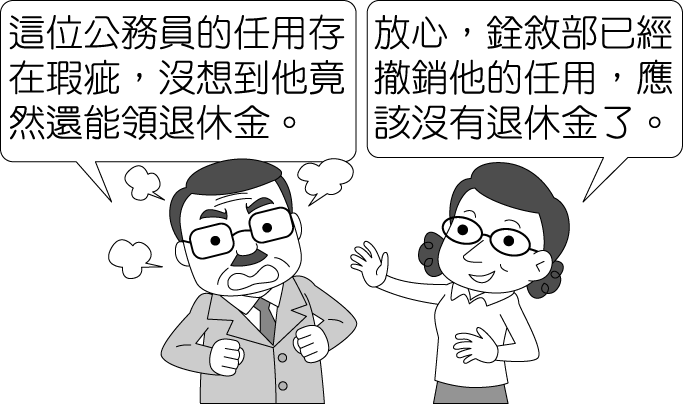 這位公務員的任用存
在瑕疵，沒想到他竟
然還能領退休金。
放心，銓敘部已經
撤銷他的任用，應
該沒有退休金了。